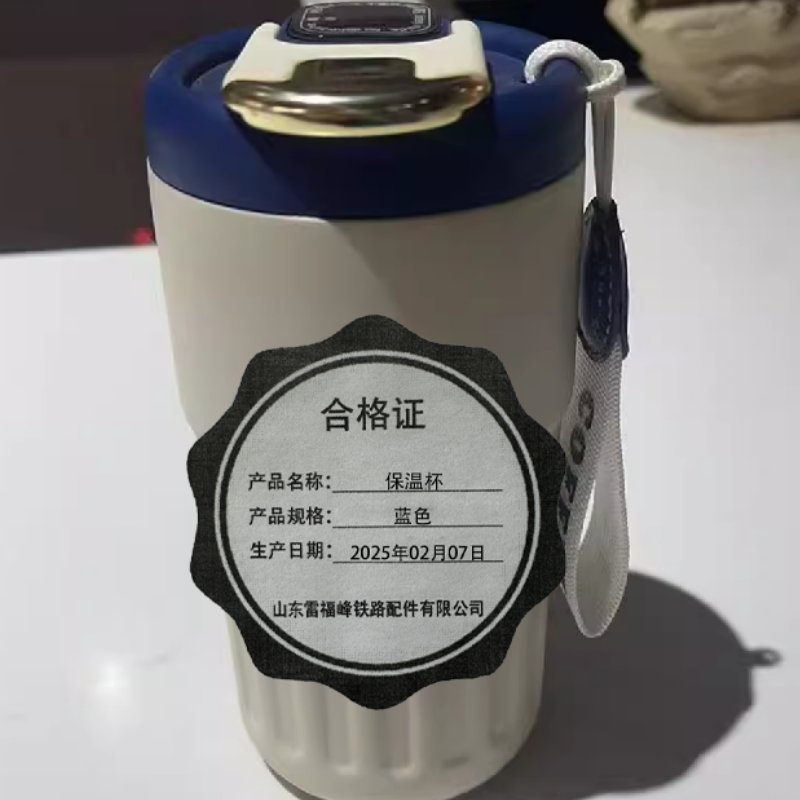 合格证
产品名称：保温杯
产品规格：蓝色
生产日期：2025年02月07日
山东雷福峰铁路配件有限公司
COFF